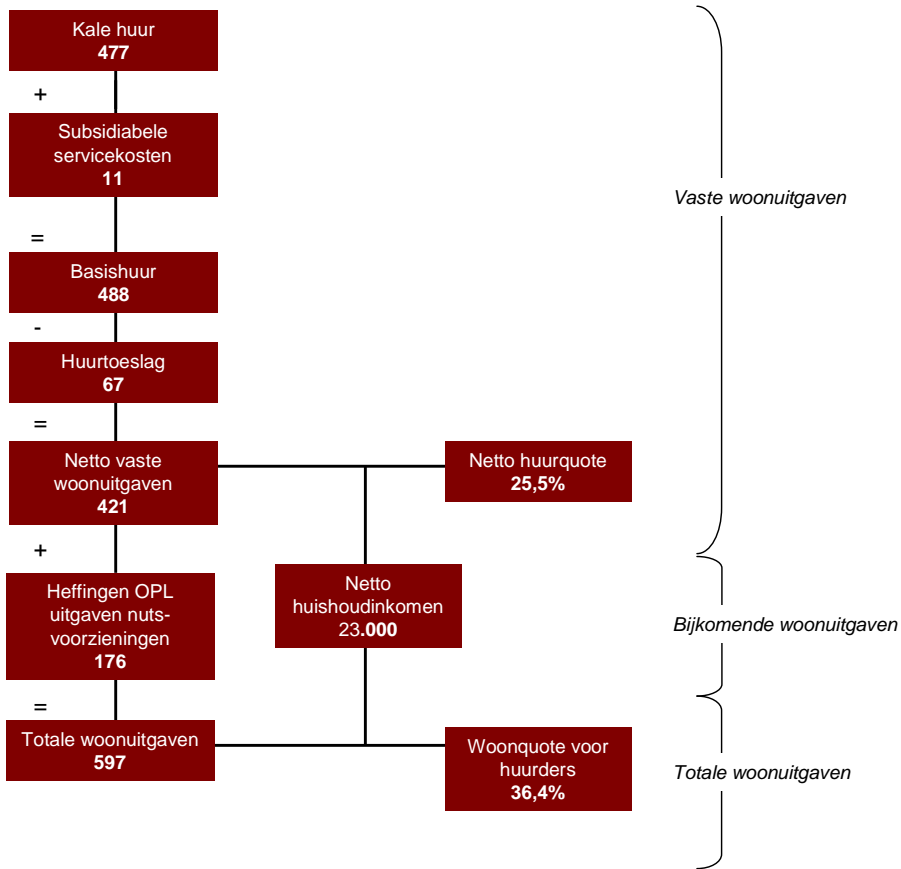 Kale huur
477
+
Subsidiabele
servicekosten
11
=
Basishuur
488
-
Huurtoeslag
67
=
Netto vaste
woonuitgaven
421
+
Heffingen OPL
uitgaven nuts-
voorzieningen
176
=
Totale woonuitgaven
597
Netto huurquote
25,5%
Netto
huishoudinkomen
23.000
Woonquote voor
huurders
36,4%
Vaste woonuitgaven
Bijkomende woonuitgaven
Totale woonuitgaven